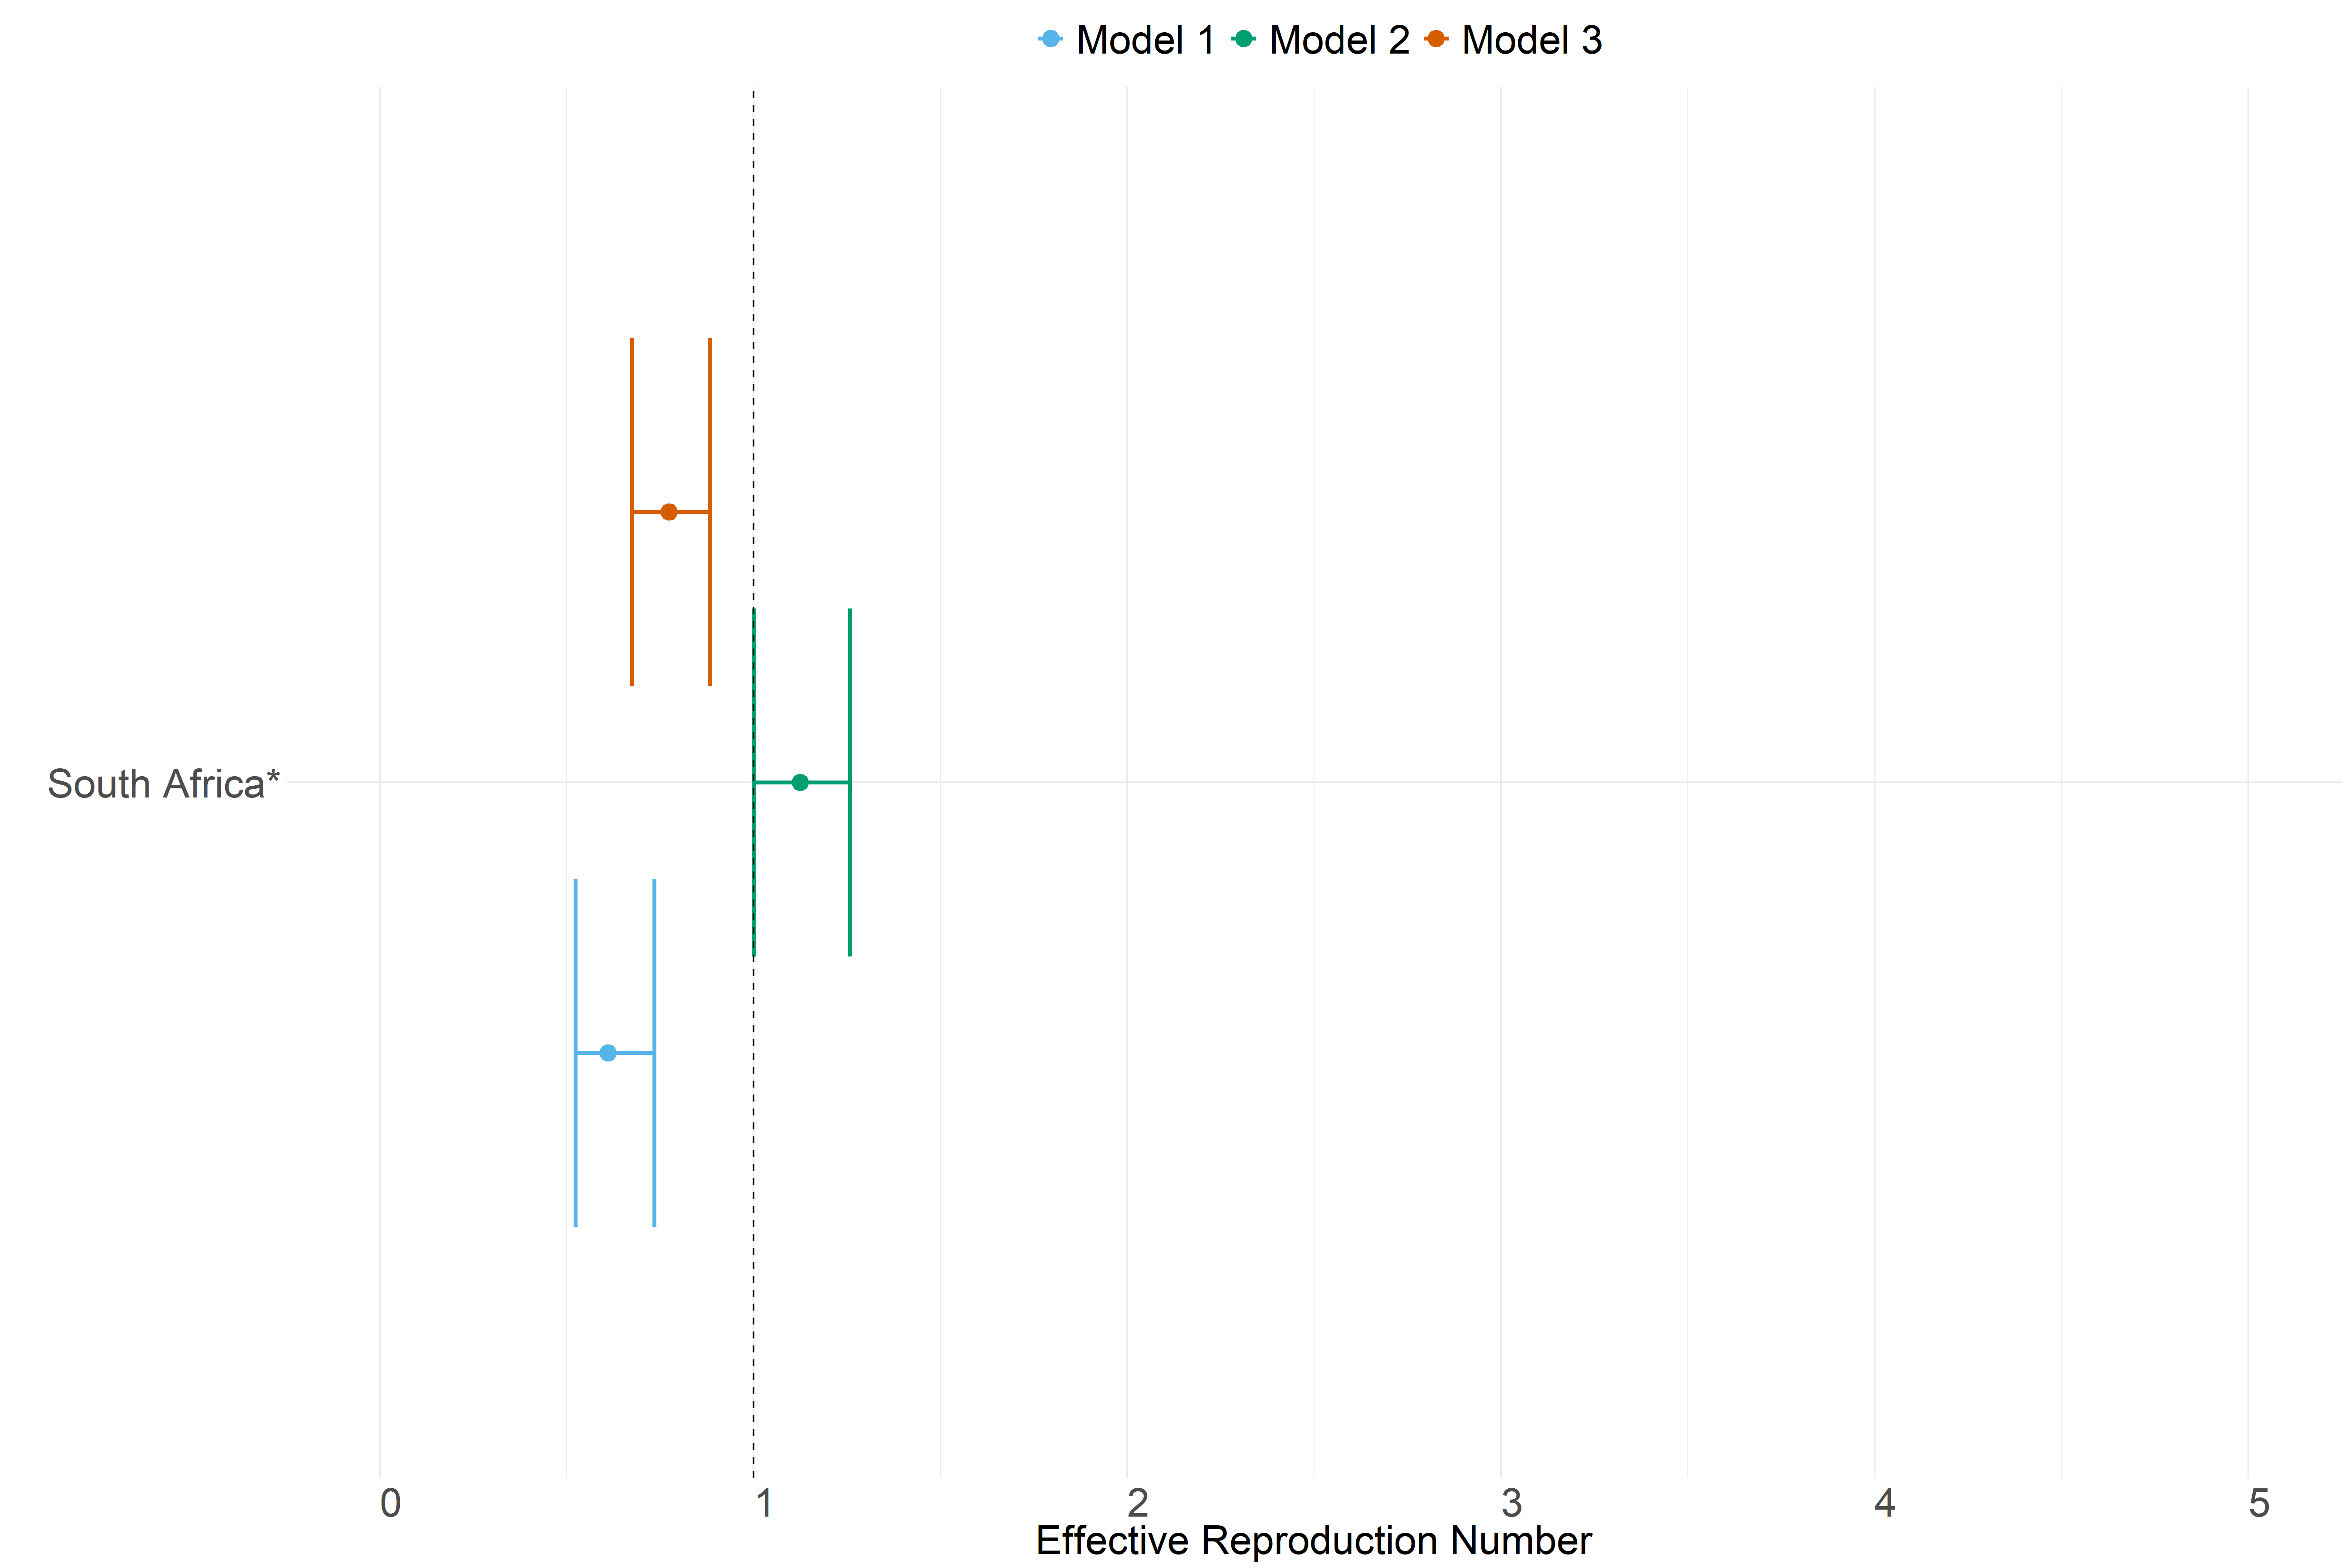 Model 1 Model 2 Model 3
South Africa*
0 1 2 3 4 5
Effective Reproduction Number